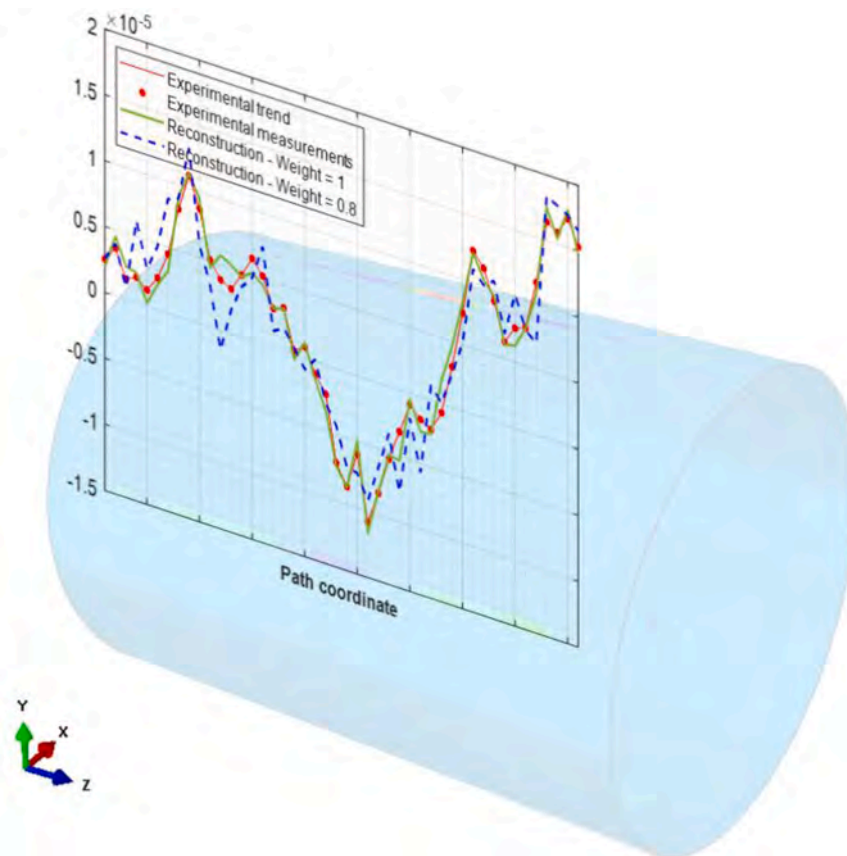 ×10⁻⁵
2
1.5
1
0.5
0
-0.5
-1
-1.5
Experimental trend
Experimental measurements
Reconstruction - Weight = 1
Reconstruction - Weight = 0.8
Path coordinate
Y
X
Z